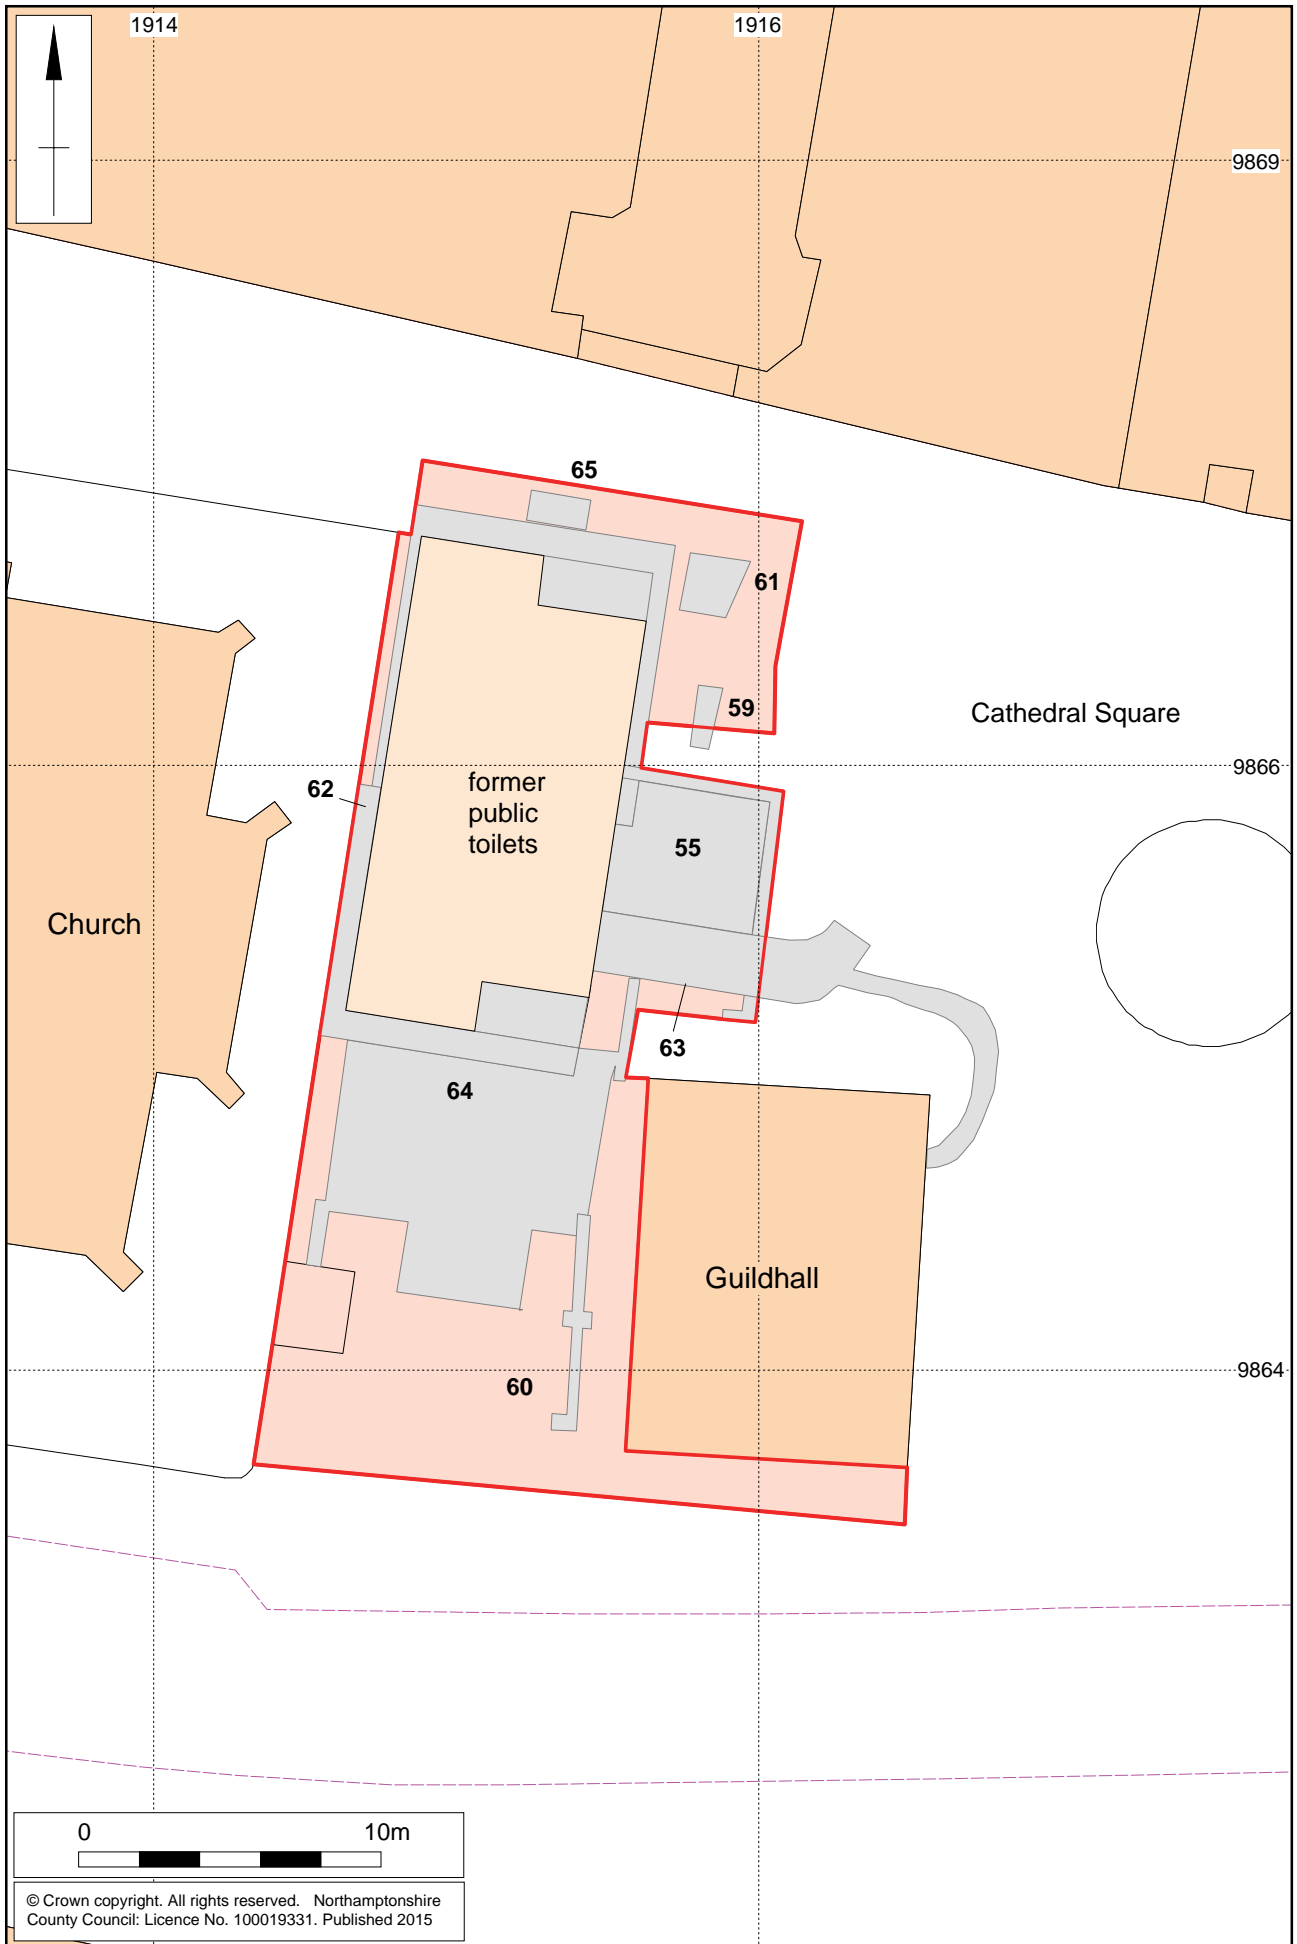 1914
1916
9869
65
61
59
Cathedral Square
9866
62
former
public
toilets
55
Church
63
64
Guildhall
9864
60
0 10m
© Crown copyright. All rights reserved. Northamptonshire
County Council: Licence No. 100019331. Published 2015